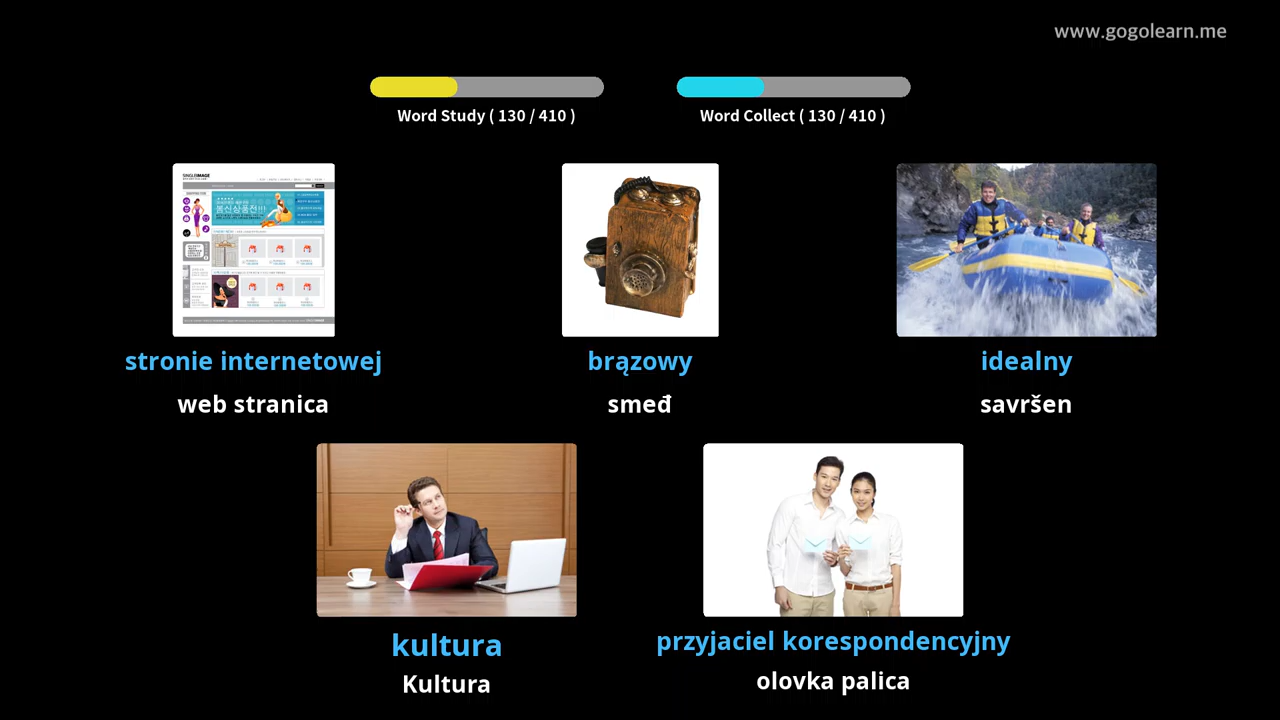 www.gogolearn.me
Word Study ( 130 / 410 )
Word Collect ( 130 / 410 )
stronie internetowej
brązowy
idealny
web stranica
smeđ
savršen
kultura
przyjaciel korespondencyjny
Kultura
olovka palica